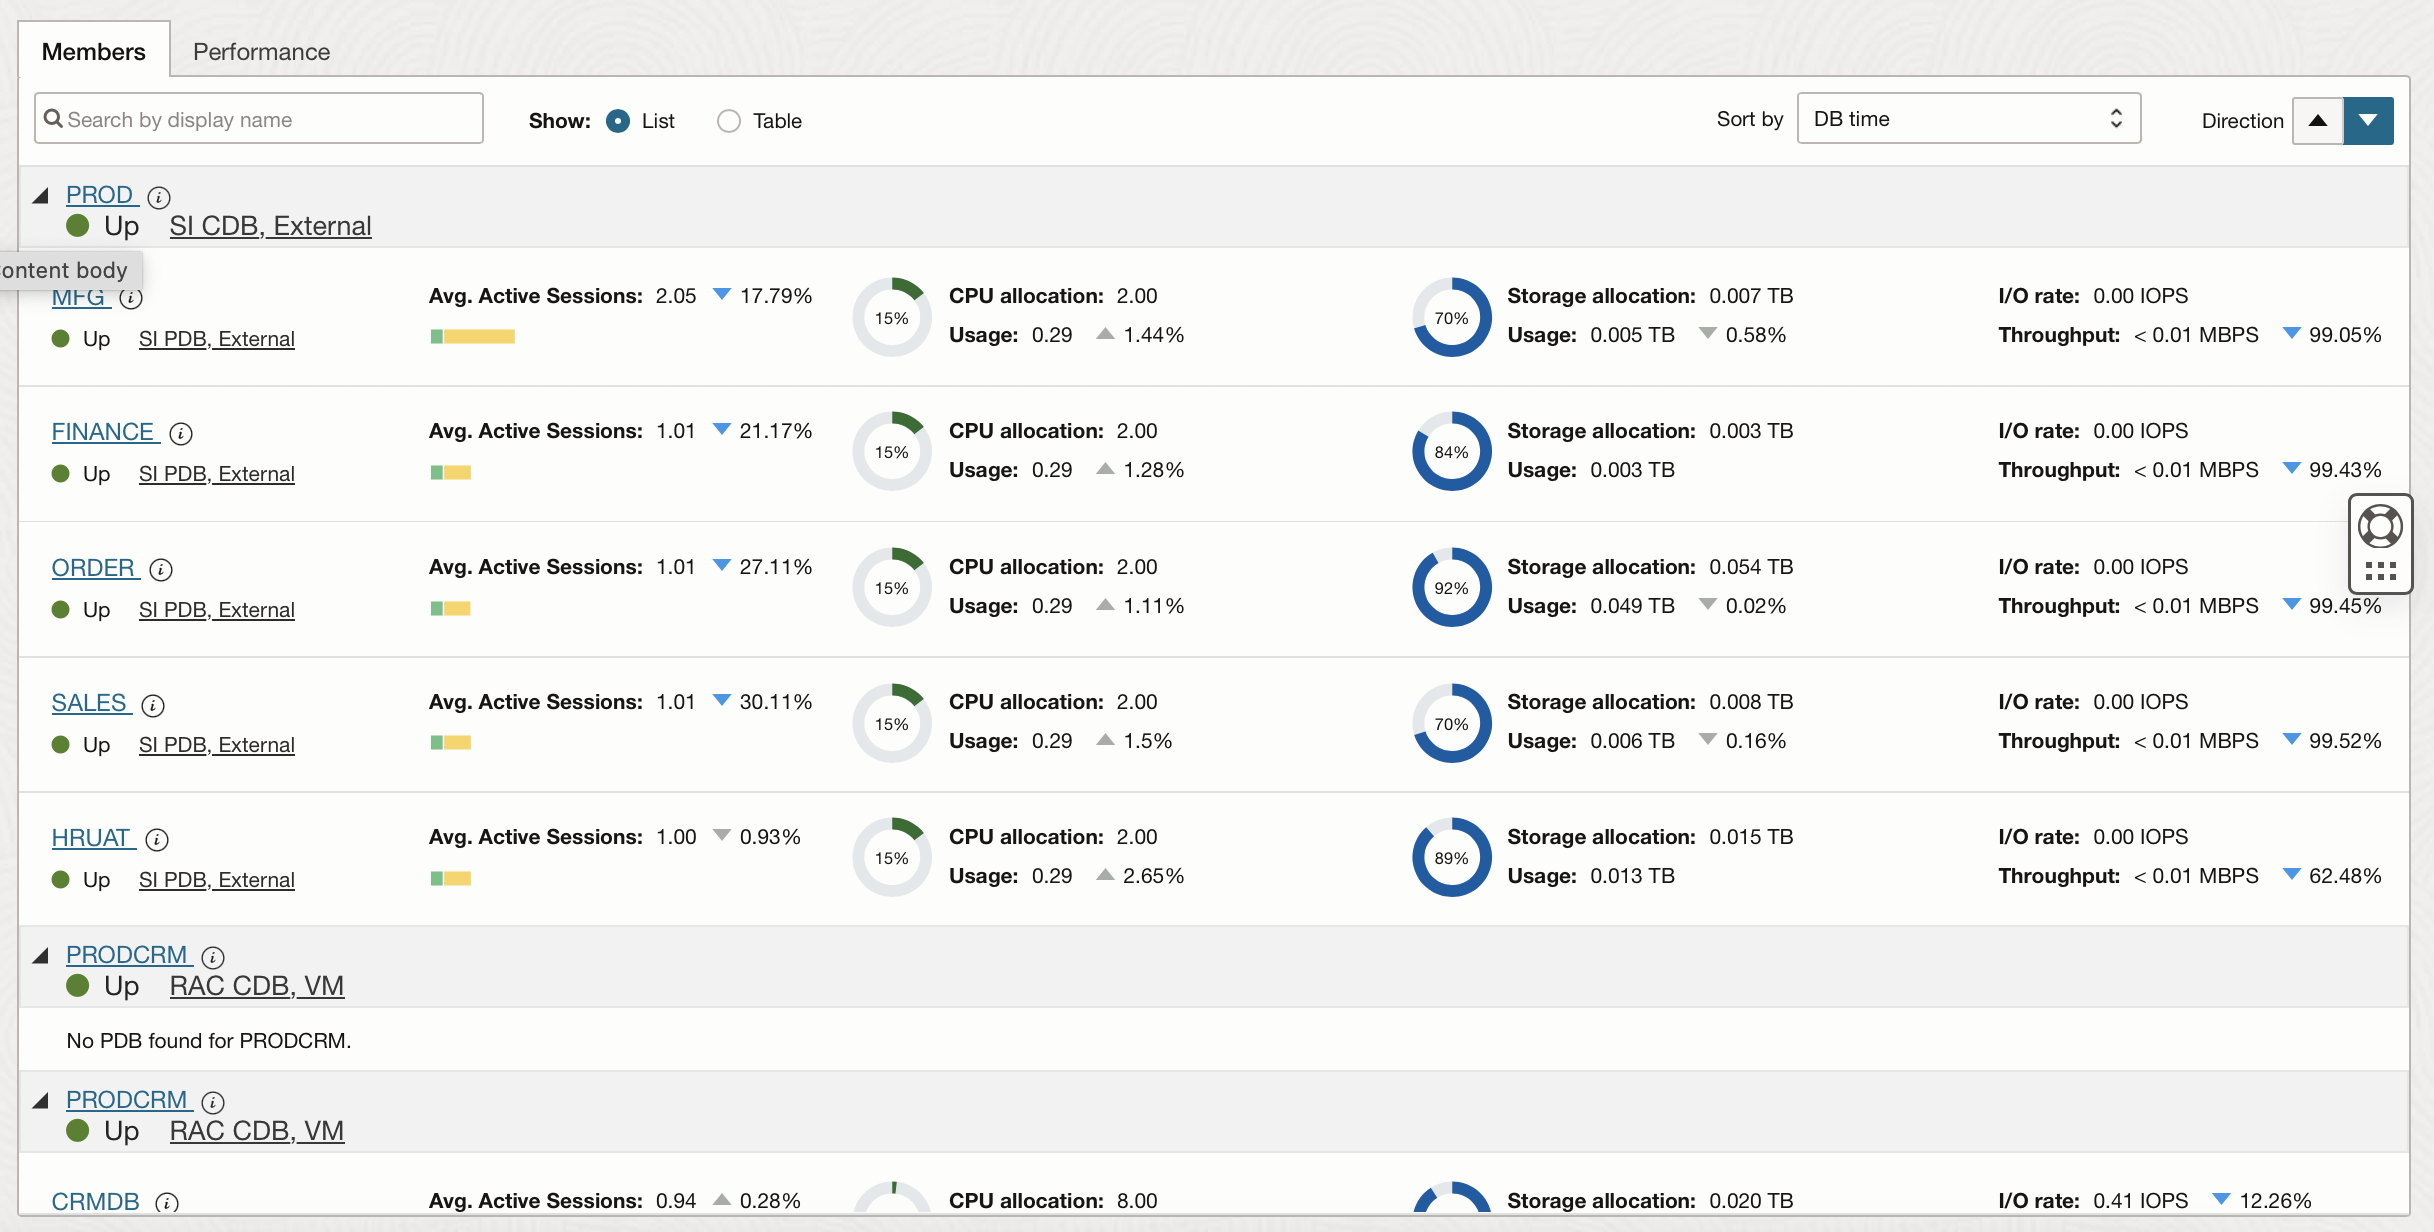 Members Performance
Search by display name Show: List Table Sort by DB time Direction
PROD
Up SI CDB, External
ontent body
MFG Avg. Active Sessions: 2.05 17.79% 15% CPU allocation: 2.00 70% Storage allocation: 0.007 TB I/O rate: 0.00 IOPS
Up SI PDB, External Usage: 0.29 1.44% Usage: 0.005 TB 0.58% Throughput: < 0.01 MBPS 99.05%
FINANCE Avg. Active Sessions: 1.01 21.17% 15% CPU allocation: 2.00 84% Storage allocation: 0.003 TB I/O rate: 0.00 IOPS
Up SI PDB, External Usage: 0.29 1.28% Usage: 0.003 TB Throughput: < 0.01 MBPS 99.43%
ORDER Avg. Active Sessions: 1.01 27.11% 15% CPU allocation: 2.00 92% Storage allocation: 0.054 TB I/O rate: 0.00 IOPS
Up SI PDB, External Usage: 0.29 1.11% Usage: 0.049 TB 0.02% Throughput: < 0.01 MBPS 99.45%
SALES Avg. Active Sessions: 1.01 30.11% 15% CPU allocation: 2.00 70% Storage allocation: 0.008 TB I/O rate: 0.00 IOPS
Up SI PDB, External Usage: 0.29 1.5% Usage: 0.006 TB 0.16% Throughput: < 0.01 MBPS 99.52%
HRUAT Avg. Active Sessions: 1.00 0.93% 15% CPU allocation: 2.00 89% Storage allocation: 0.015 TB I/O rate: 0.00 IOPS
Up SI PDB, External Usage: 0.29 2.65% Usage: 0.013 TB Throughput: < 0.01 MBPS 62.48%
PRODCRM
Up RAC CDB, VM
No PDB found for PRODCRM.
PRODCRM
Up RAC CDB, VM
CRMDB Avg. Active Sessions: 0.94 0.28% CPU allocation: 8.00 Storage allocation: 0.020 TB I/O rate: 0.41 IOPS 12.26%